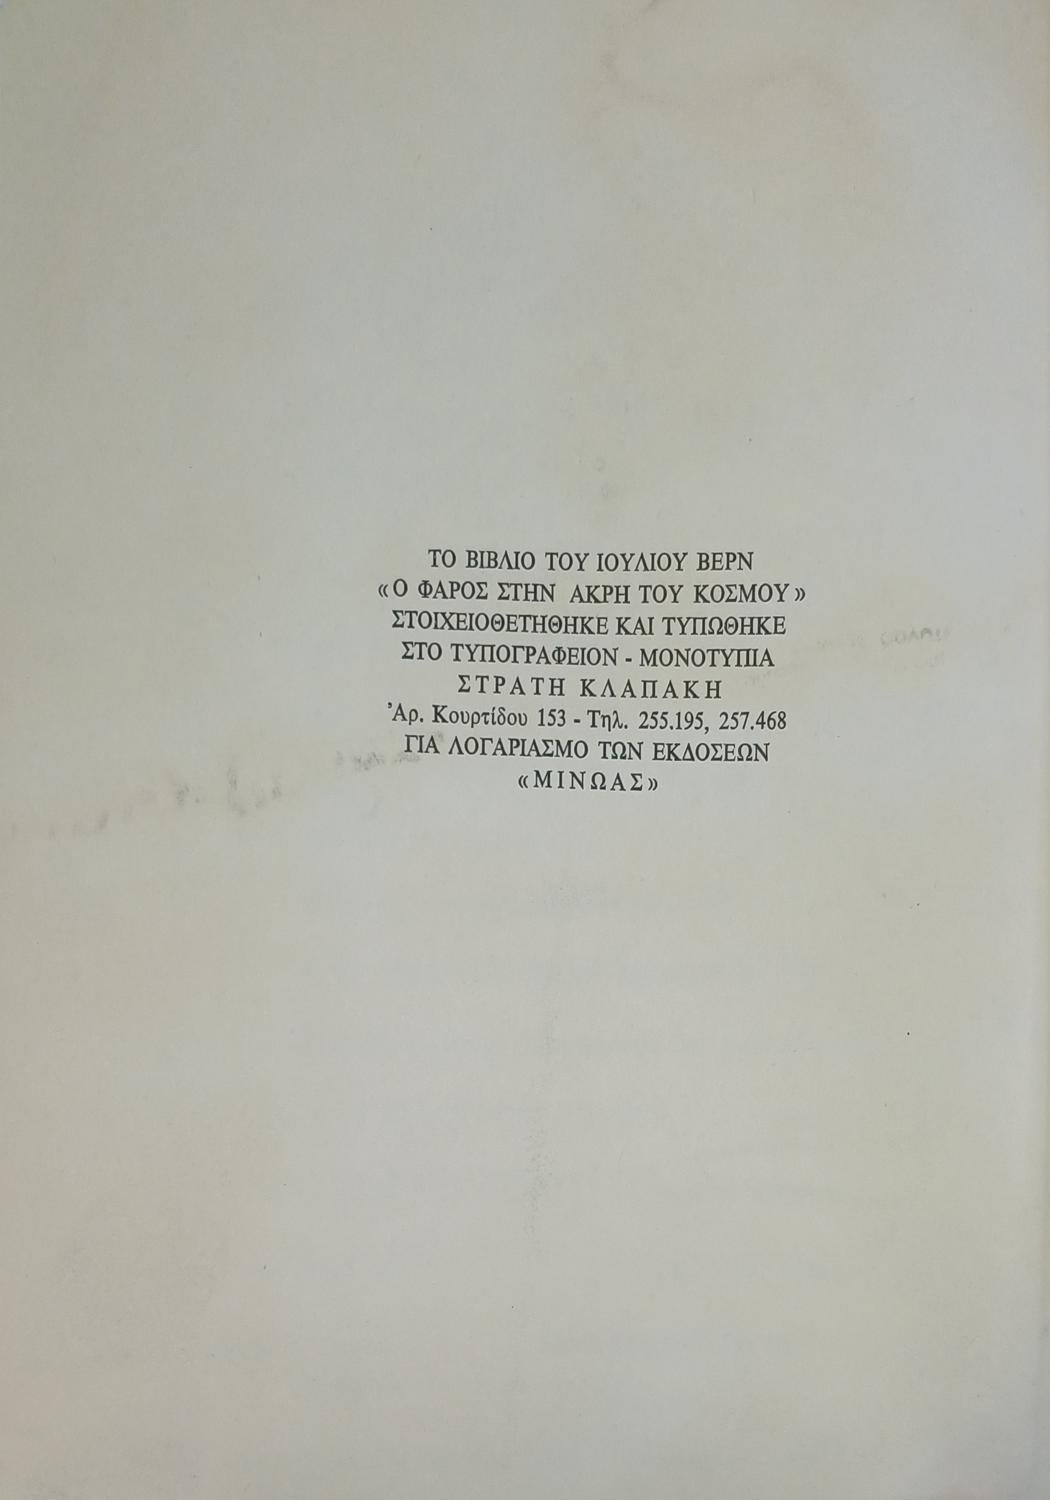 ΤΟ ΒΙΒΛΙΟ ΤΟΥ ΙΟΥΛΙΟΥ ΒΕΡΝ
«Ο ΦΑΡΟΣ ΣΤΗΝ ΑΚΡΗ ΤΟΥ ΚΟΣΜΟΥ»
ΣΤΟΙΧΕΙΟΘΕΤΗΘΗΚΕ ΚΑΙ ΤΥΠΩΘΗΚΕ
ΣΤΟ ΤΥΠΟΓΡΑΦΕΙΟΝ - ΜΟΝΟΤΥΠΙΑ
ΣΤΡΑΤΗ ΚΛΑΠΑΚΗ
Ἀρ. Κουρτίδου 153 - Τηλ. 255.195, 257.468
ΓΙΑ ΛΟΓΑΡΙΑΣΜΟ ΤΩΝ ΕΚΔΟΣΕΩΝ
«ΜΙΝΩΑΣ»